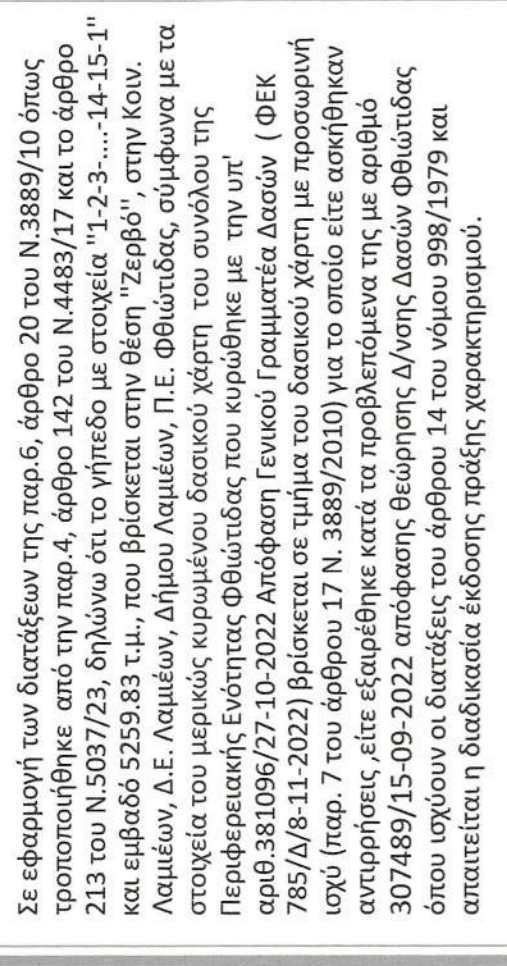 Σε εφαρμογή των διατάξεων της παρ.6, άρθρο 20 του Ν.3889/10 όπως
τροποποιήθηκε από την παρ.4, άρθρο 142 του Ν.4483/17 και το άρθρο
213 του Ν.5037/23, δηλώνω ότι το γήπεδο με στοιχεία "1-2-3-....-14-15-1"
και εμβαδό 5259.83 τ.μ., που βρίσκεται στην θέση "Ζερβό", στην Κοιν.
Λαμιέων, Δ.Ε. Λαμιέων, Δήμου Λαμιέων, Π.Ε. Φθιώτιδας, σύμφωνα με τα
στοιχεία του μερικώς κυρωμένου δασικού χάρτη του συνόλου της
Περιφερειακής Ενότητας Φθιώτιδας που κυρώθηκε με την υπ'
αριθ.381096/27-10-2022 Απόφαση Γενικού Γραμματέα Δασών ( ΦΕΚ
785/Δ/8-11-2022) βρίσκεται σε τμήμα του δασικού χάρτη με προσωρινή
ισχύ (παρ. 7 του άρθρου 17 Ν. 3889/2010) για το οποίο είτε ασκήθηκαν
αντιρρήσεις ,είτε εξαιρέθηκε κατά τα προβλεπόμενα της με αριθμό
307489/15-09-2022 απόφασης θεώρησης Δ/νσης Δασών Φθιώτιδας
όπου ισχύουν οι διατάξεις του άρθρου 14 του νόμου 998/1979 και
απαιτείται η διαδικασία έκδοσης πράξης χαρακτηρισμού.